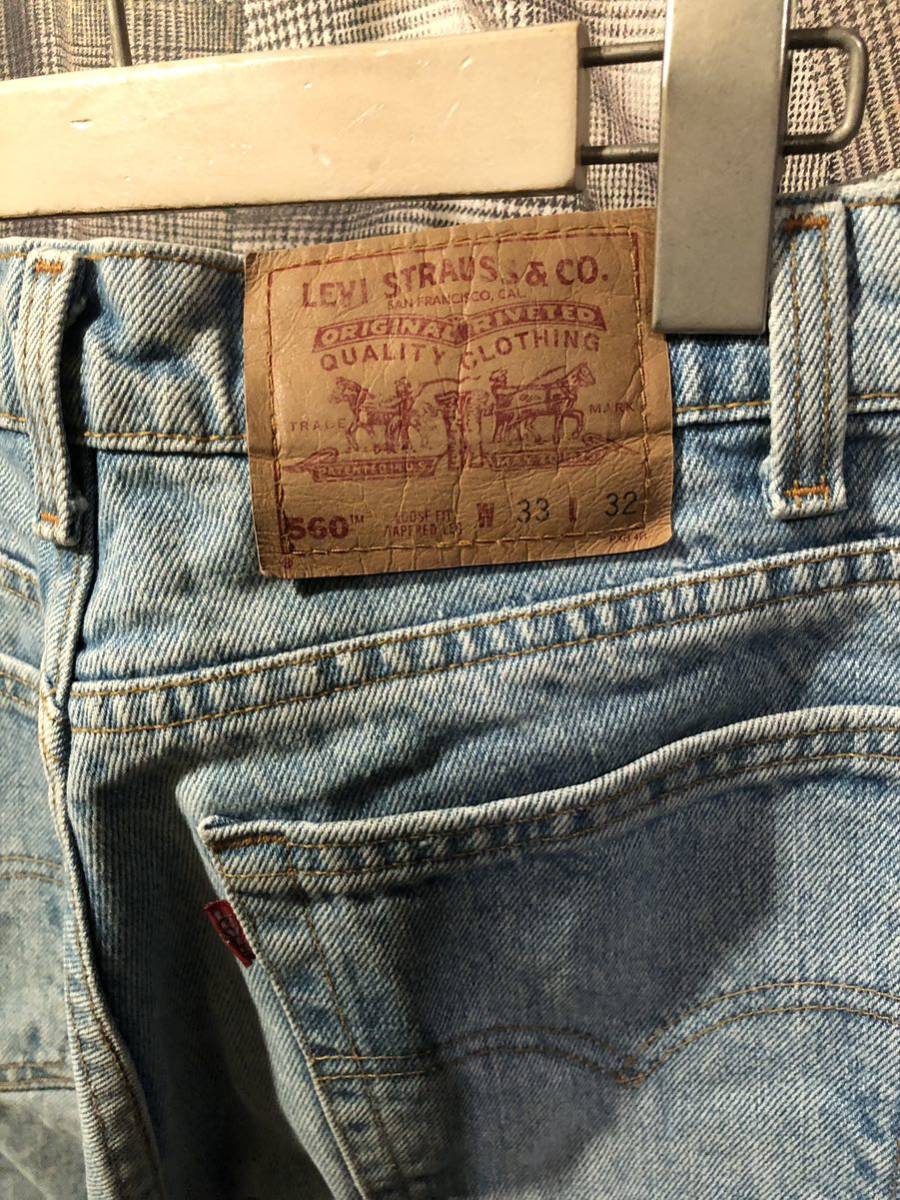 LEVI STRAUSS & CO.
SAN FRANCISCO, CAL.
ORIGINAL RIVETED
QUALITY CLOTHING
TRADE MARK
560™ LOOSE FIT W 33 L 32
TAPERED LEG